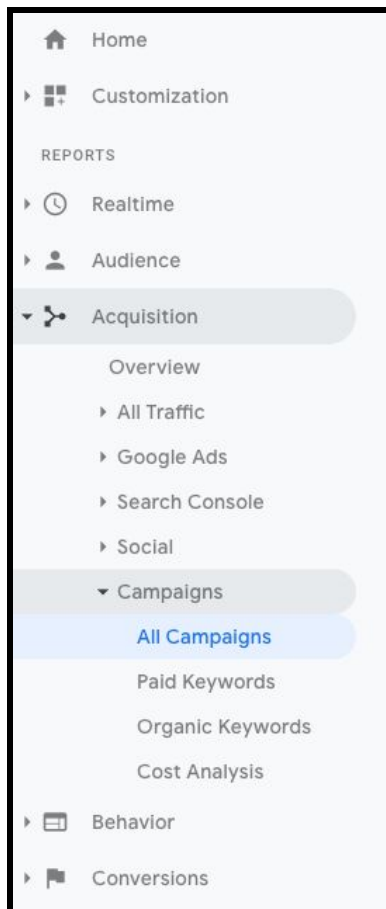 Home
Customization
REPORTS
Realtime
Audience
Acquisition
Overview
All Traffic
Google Ads
Search Console
Social
Campaigns
All Campaigns
Paid Keywords
Organic Keywords
Cost Analysis
Behavior
Conversions